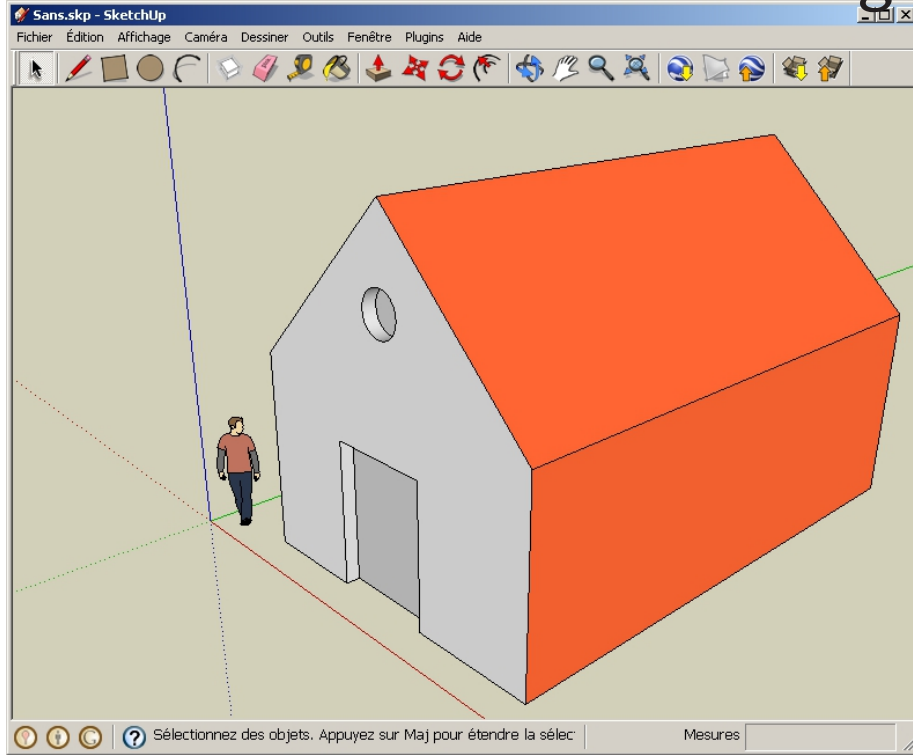 g
Sans.skp - SketchUp
Fichier Édition Affichage Caméra Dessiner Outils Fenêtre Plugins Aide
Sélectionnez des objets. Appuyez sur Maj pour étendre la sélec
Mesures